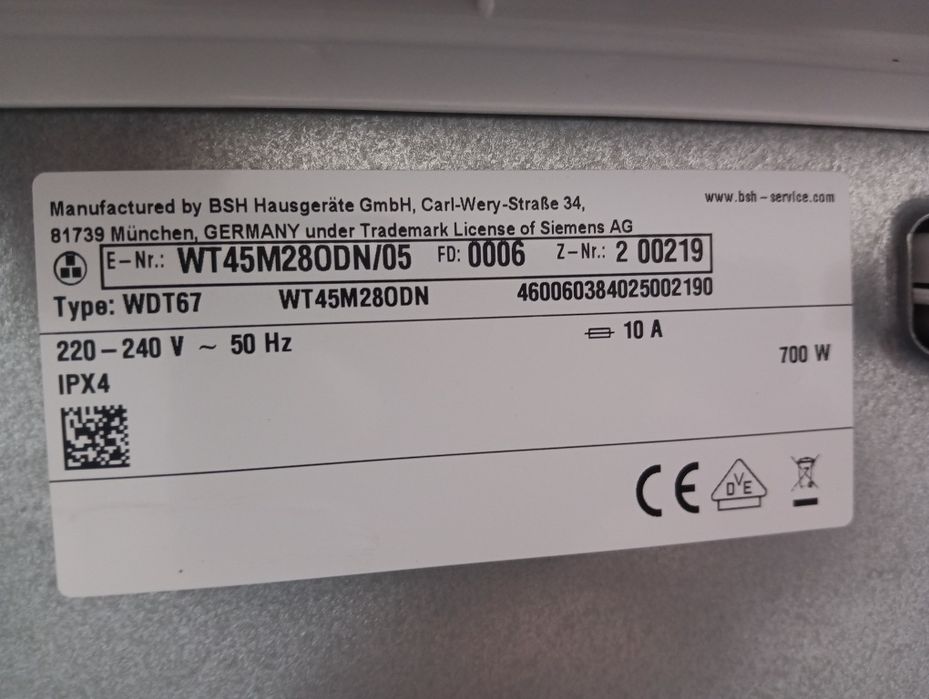 Manufactured by BSH Hausgeräte GmbH, Carl-Wery-Straße 34,
www.bsh-service.com
81739 München, GERMANY under Trademark License of Siemens AG
E-Nr.: WT45M280DN/05 FD: 0006 Z-Nr.: 2 00219
Type: WDT67 WT45M280DN 460060384025002190
220-240 V ~ 50 Hz 10 A
700 W
IPX4
CE DVE